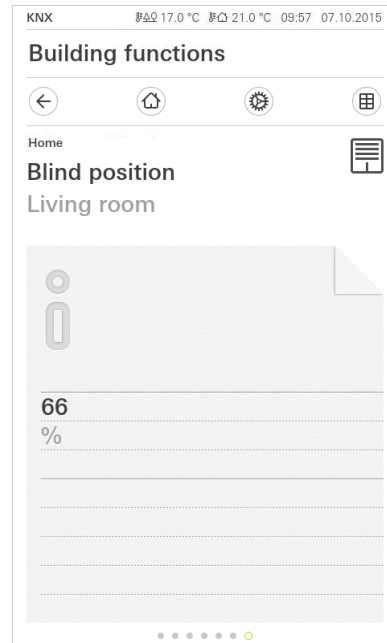 KNX 17.0 °C 21.0 °C 09:57 07.10.2015
Building functions
Home
Blind position
Living room
66
%